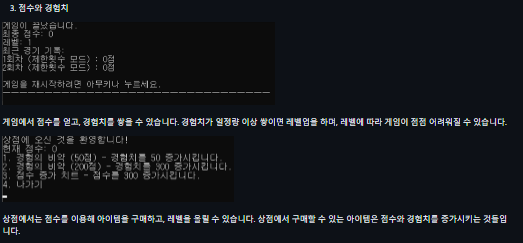 3. 점수와 경험치
게임이 끝났습니다.
최종 점수: 0
레벨: 1
최근 경기 기록:
1회차 (제한횟수 모드) : 0점
2회차 (제한횟수 모드) : 0점
게임을 재시작하려면 아무키나 누르세요.
게임에서 점수를 얻고, 경험치를 쌓을 수 있습니다. 경험치가 일정량 이상 쌓이면 레벨업을 하며, 레벨에 따라 게임이 점점 어려워질 수 있습니다.
상점에 오신 것을 환영합니다!
현재 점수: 0
1. 경험의 비약 (50점) - 경험치를 50 증가시킵니다.
2. 경험의 비약 (200점) - 경험치를 300 증가시킵니다.
3. 점수 증가 치트 - 점수를 300 증가시킵니다.
4. 나가기
상점에서는 점수를 이용해 아이템을 구매하고, 레벨을 올릴 수 있습니다. 상점에서 구매할 수 있는 아이템은 점수와 경험치를 증가시키는 것들입
니다.